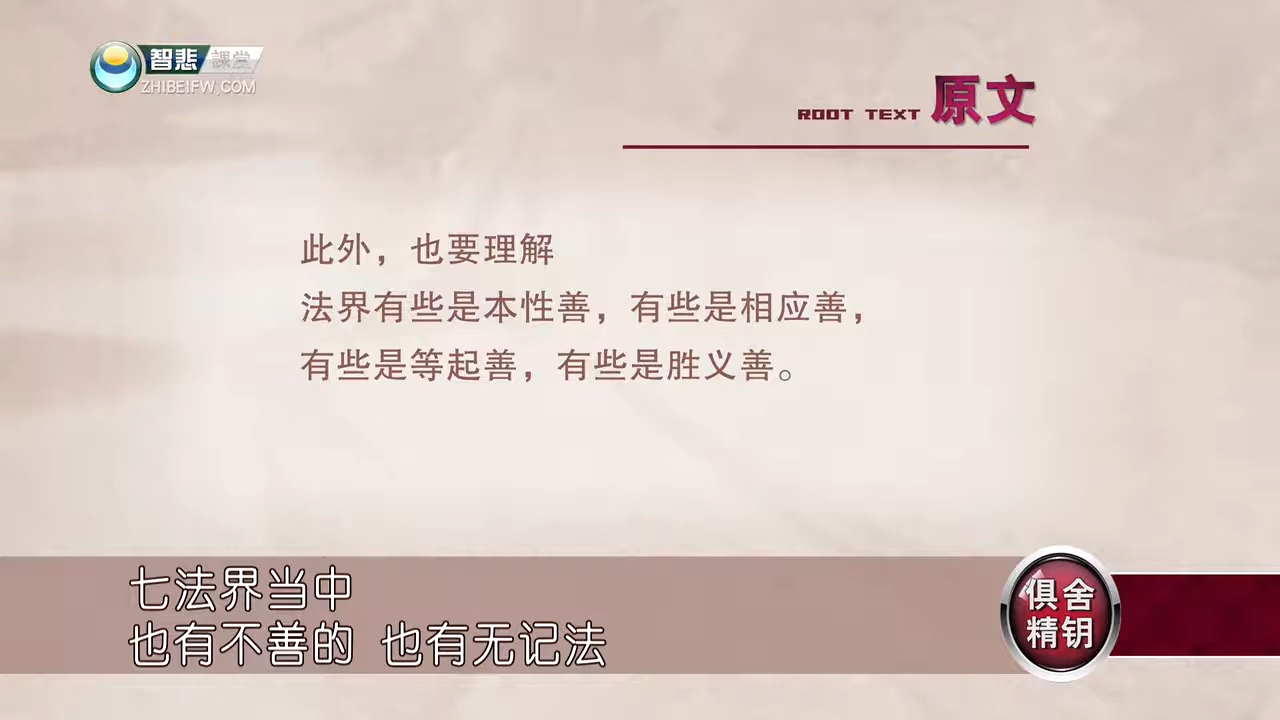 智悲 課堂
ZHIBEIFW.COM
ROOT TEXT 原文
此外，也要理解
法界有些是本性善，有些是相应善，
有些是等起善，有些是胜义善。
七法界当中
也有不善的 也有无记法
俱舍
精钥